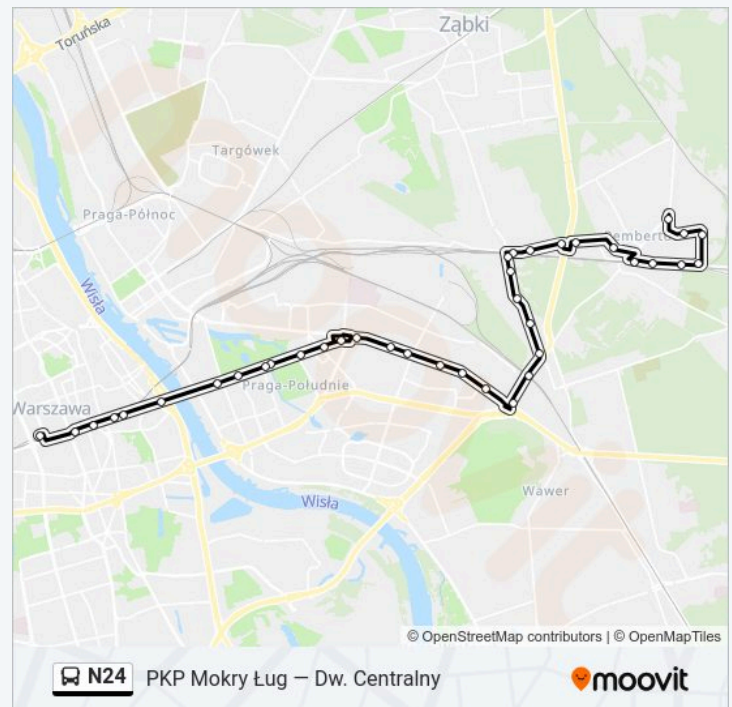 Toruńska
Ząbki
Targówek
Praga-Północ
Rembertów
Wisła
Praga-Południe
Warszawa
Wisła
Wawer
© OpenStreetMap contributors | © OpenMapTiles
N24 PKP Mokry Ług — Dw. Centralny moovit